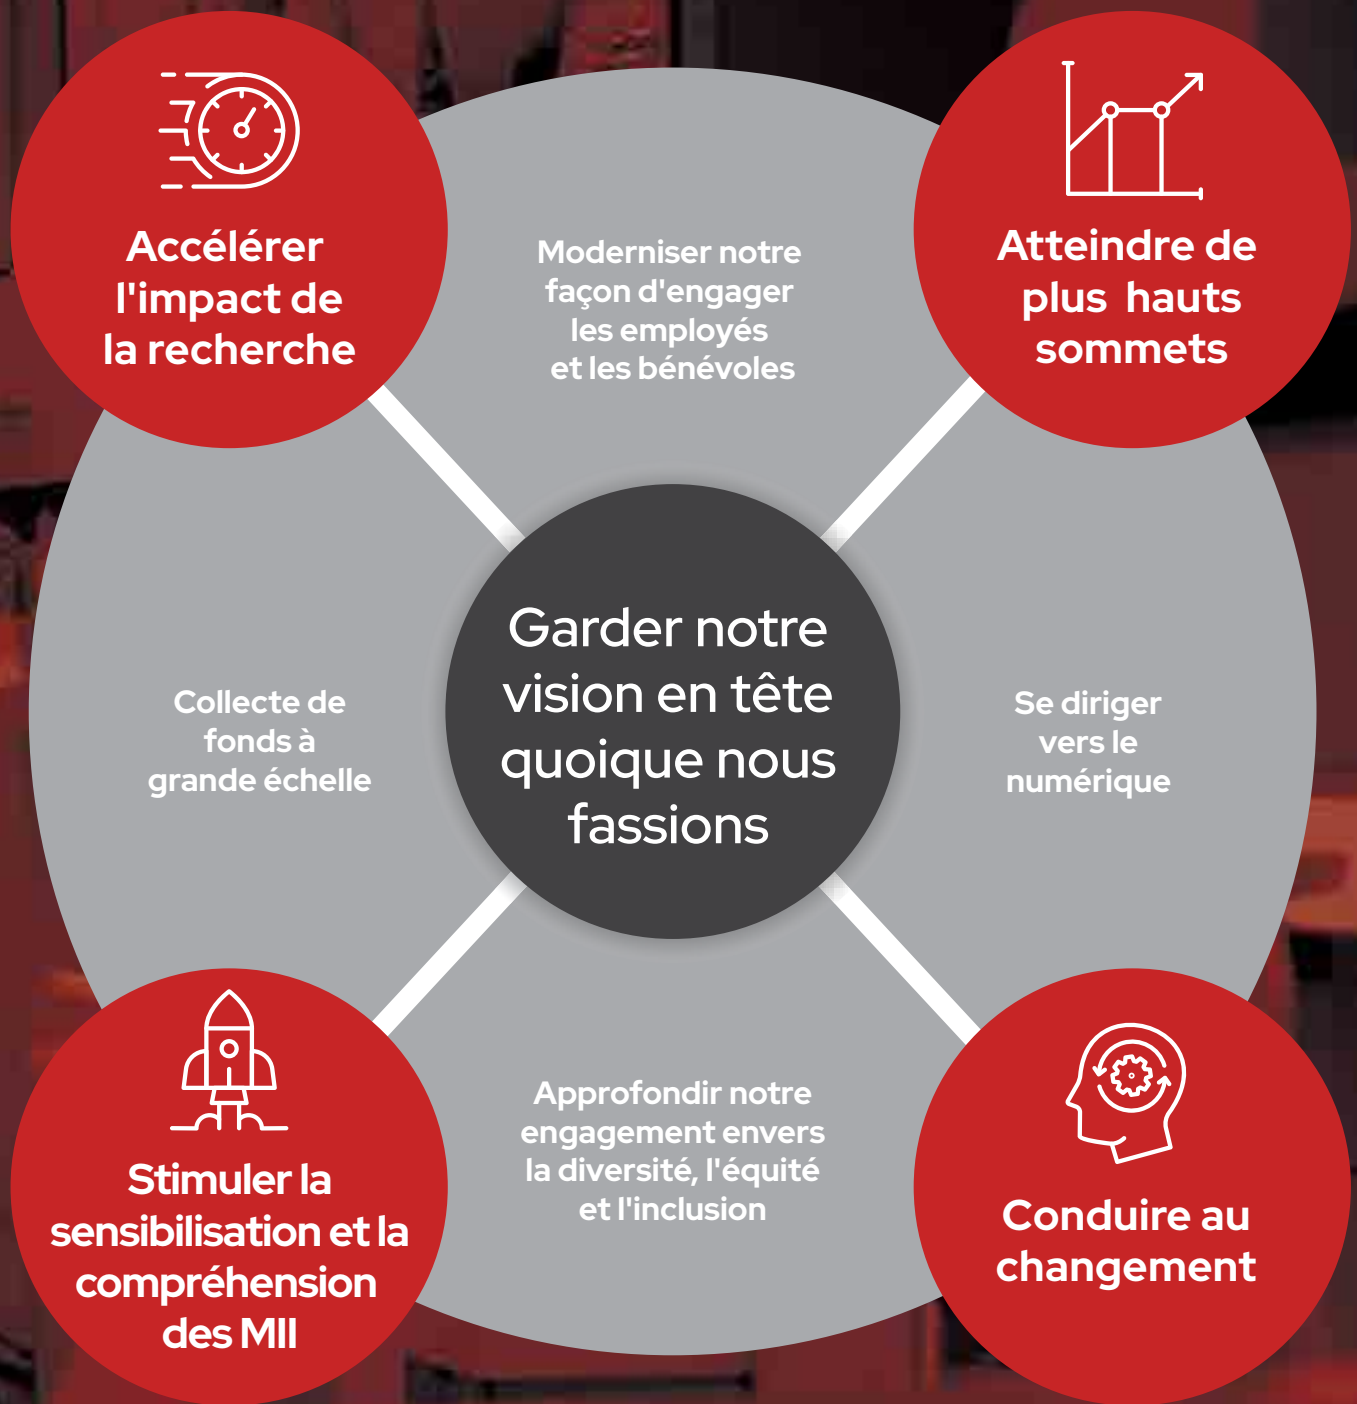 Accélérer
l'impact de
la recherche
Moderniser notre
façon d'engager
les employés
et les bénévoles
Atteindre de
plus hauts
sommets
Collecte de
fonds à
grande échelle
Garder notre
vision en tête
quoique nous
fassions
Se diriger
vers le
numérique
Stimuler la
sensibilisation et la
compréhension
des MII
Approfondir notre
engagement envers
la diversité, l'équité
et l'inclusion
Conduire au
changement